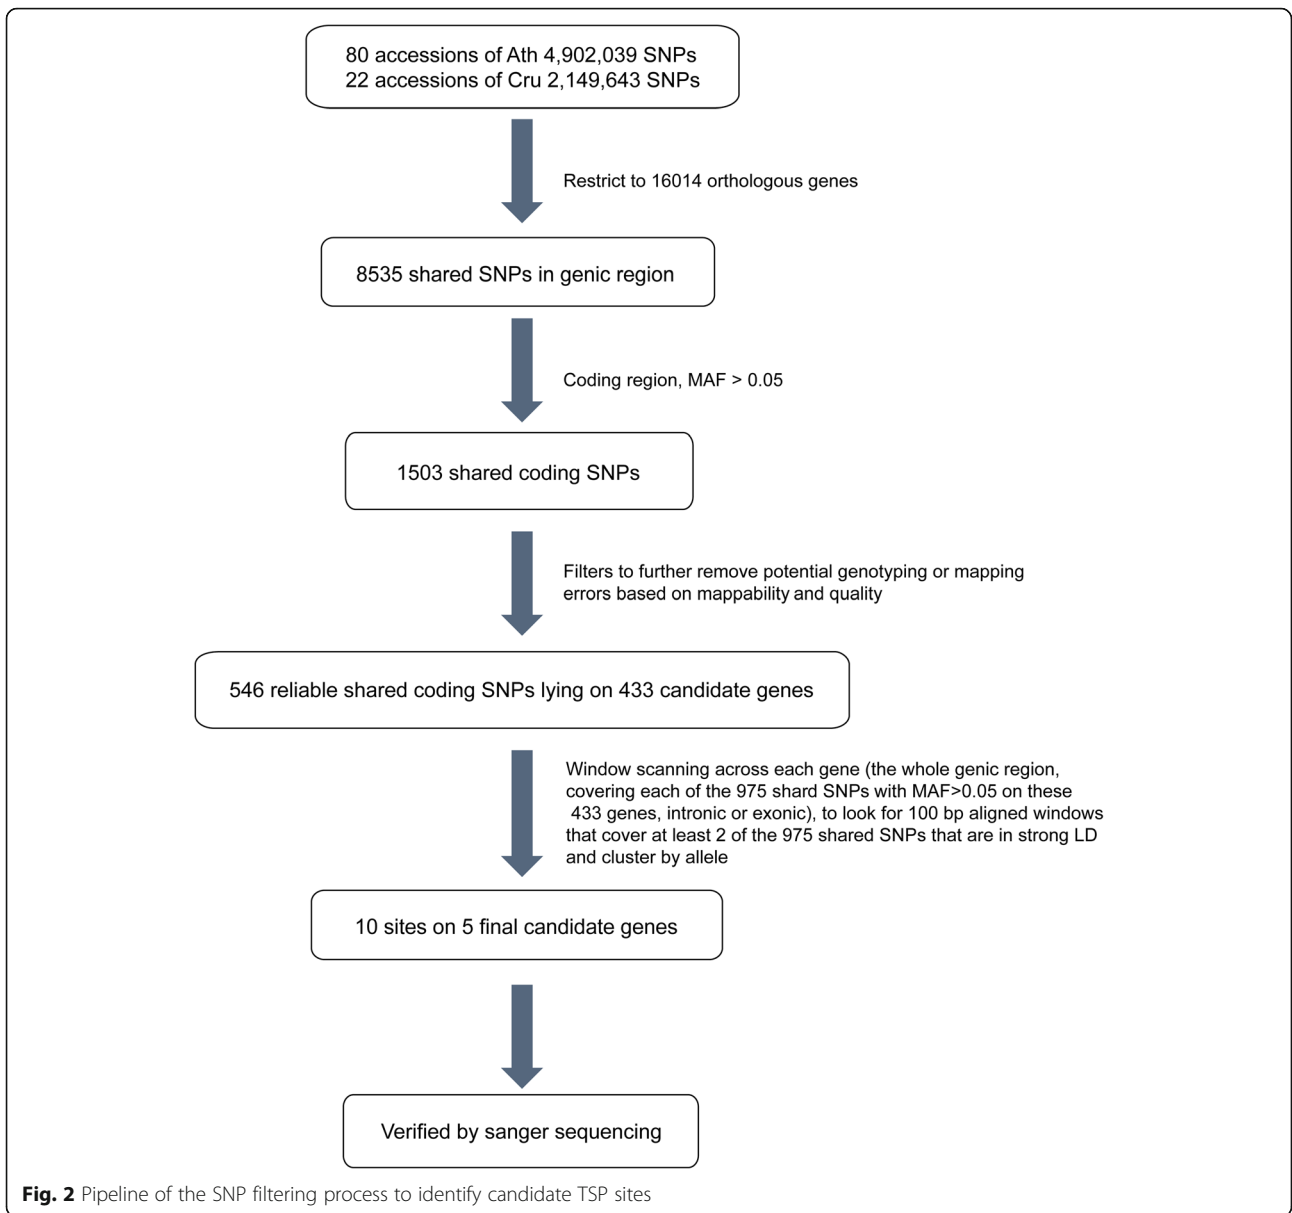 80 accessions of Ath 4,902,039 SNPs
22 accessions of Cru 2,149,643 SNPs
Restrict to 16014 orthologous genes
8535 shared SNPs in genic region
Coding region, MAF > 0.05
1503 shared coding SNPs
Filters to further remove potential genotyping or mapping
errors based on mappability and quality
546 reliable shared coding SNPs lying on 433 candidate genes
Window scanning across each gene (the whole genic region,
covering each of the 975 shard SNPs with MAF>0.05 on these
433 genes, intronic or exonic), to look for 100 bp aligned windows
that cover at least 2 of the 975 shared SNPs that are in strong LD
and cluster by allele
10 sites on 5 final candidate genes
Verified by sanger sequencing
Fig. 2 Pipeline of the SNP filtering process to identify candidate TSP sites